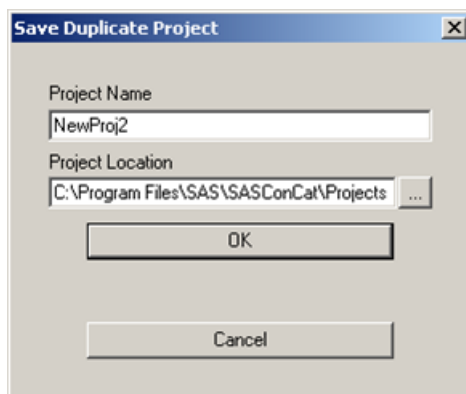 Save Duplicate Project
Project Name
NewProj2
Project Location
C:\Program Files\SAS\SASConCat\Projects
...
OK
Cancel